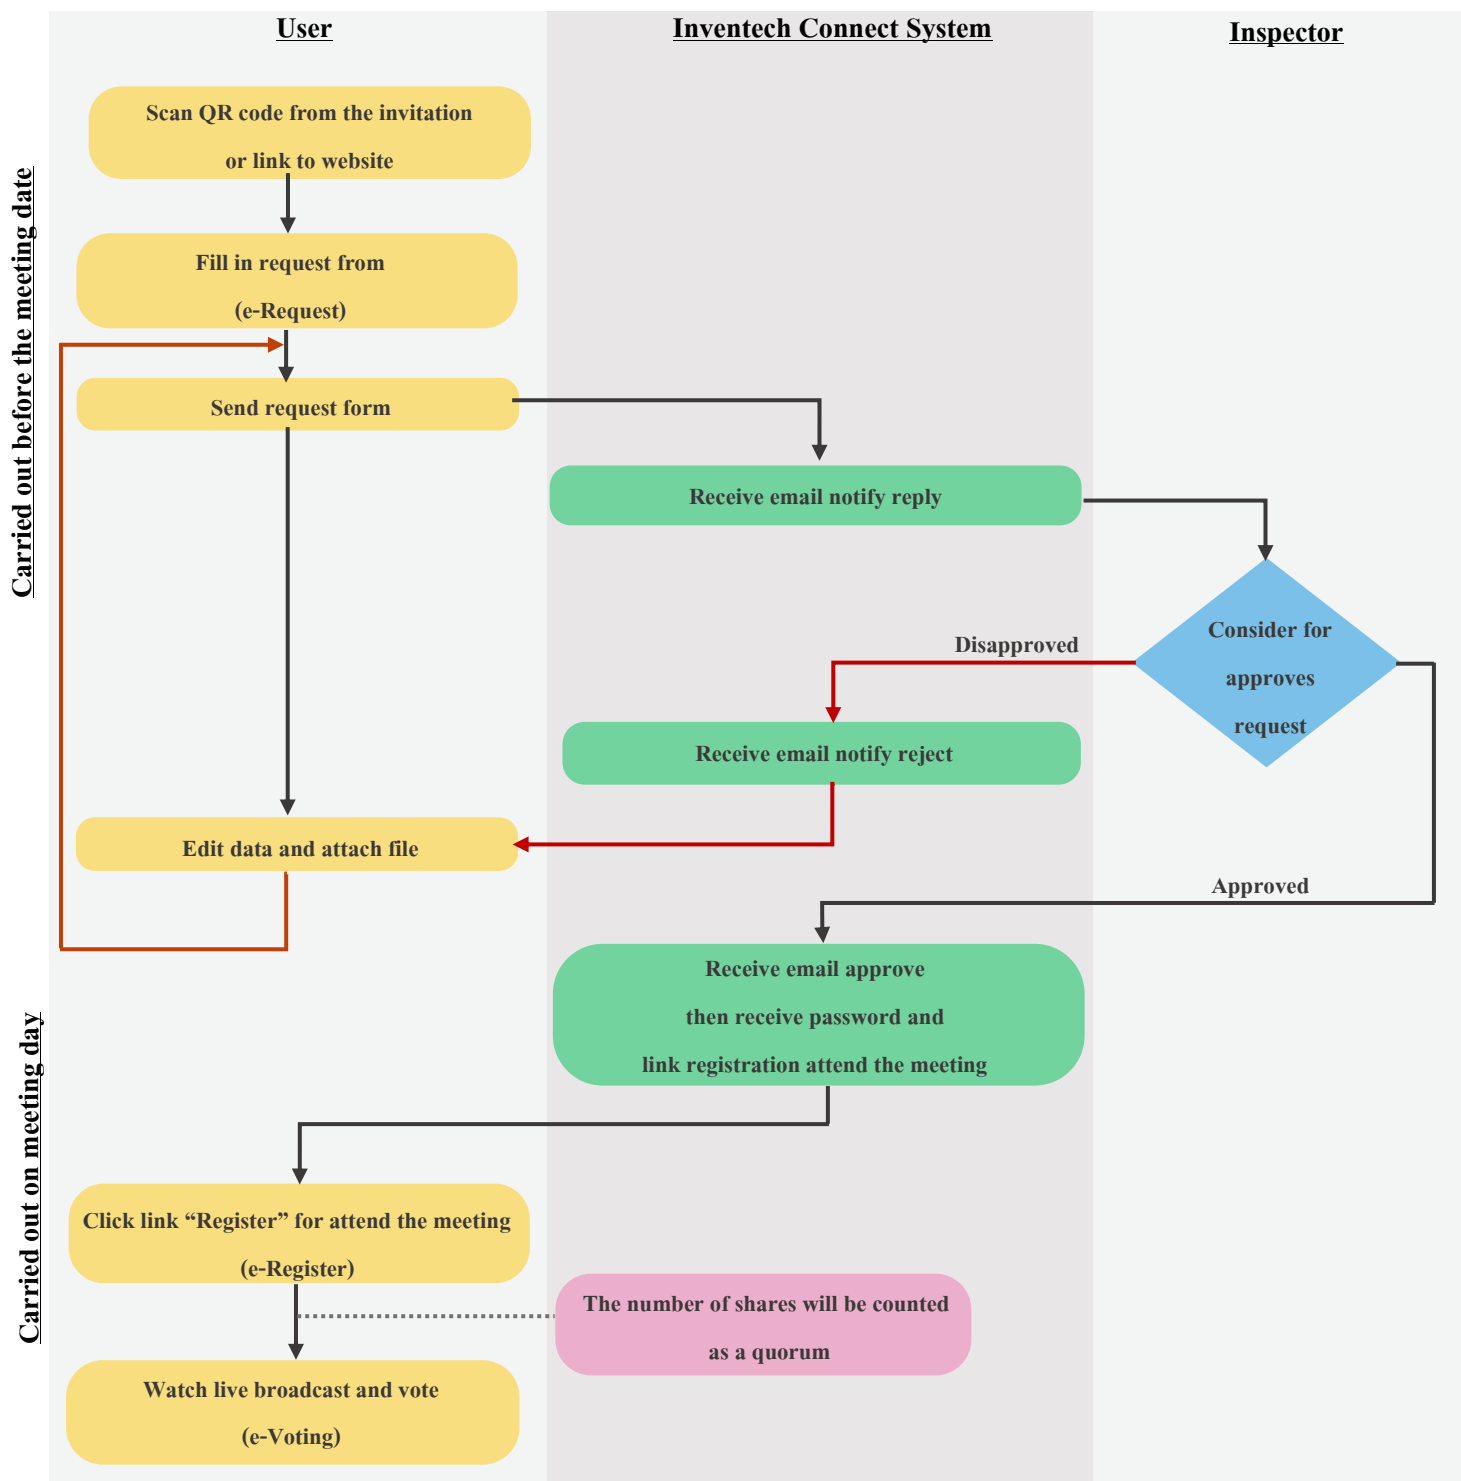 User
Inventech Connect System
Inspector
Carried out before the meeting date
Scan QR code from the invitation
or link to website
Fill in request from
(e-Request)
Send request form
Receive email notify reply
Consider for
approves
request
Disapproved
Receive email notify reject
Edit data and attach file
Approved
Receive email approve
then receive password and
link registration attend the meeting
Carried out on meeting day
Click link “Register” for attend the meeting
(e-Register)
The number of shares will be counted
as a quorum
Watch live broadcast and vote
(e-Voting)